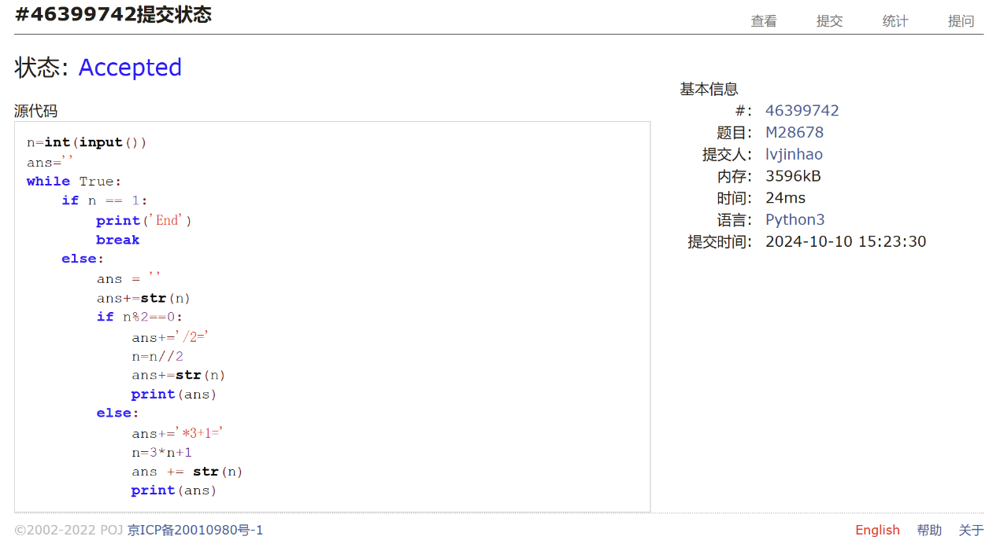 #46399742提交状态
查看 提交 统计 提问
状态: Accepted
源代码
n=int(input())
ans=''
while True:
    if n == 1:
        print('End')
        break
    else:
        ans = ''
        ans+=str(n)
        if n%2==0:
            ans+='/2='
            n=n//2
            ans+=str(n)
            print(ans)
        else:
            ans+='*3+1='
            n=3*n+1
            ans += str(n)
            print(ans)
基本信息
#: 46399742
题目: M28678
提交人: lvjinhao
内存: 3596kB
时间: 24ms
语言: Python3
提交时间: 2024-10-10 15:23:30
©2002-2022 POJ 京ICP备20010980号-1
English 帮助 关于